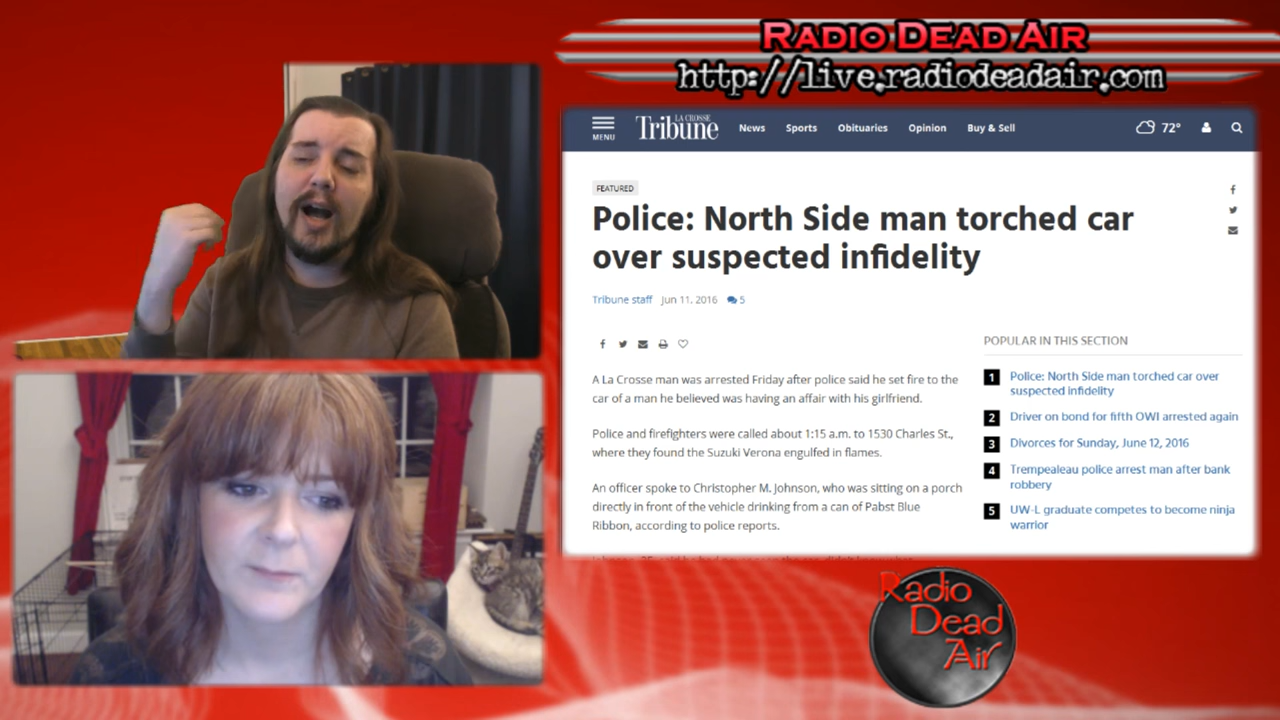 Radio Dead Air
http://live.radiodeadair.com
MENU
LA CROSSE
Tribune
News
Sports
Obituaries
Opinion
Buy & Sell
72°
FEATURED
Police: North Side man torched car
over suspected infidelity
Tribune staff Jun 11, 2016 5
POPULAR IN THIS SECTION
A La Crosse man was arrested Friday after police said he set fire to the
car of a man he believed was having an affair with his girlfriend.
Police and firefighters were called about 1:15 a.m. to 1530 Charles St.,
where they found the Suzuki Verona engulfed in flames.
An officer spoke to Christopher M. Johnson, who was sitting on a porch
directly in front of the vehicle drinking from a can of Pabst Blue
Ribbon, according to police reports.
1 Police: North Side man torched car over
suspected infidelity
2 Driver on bond for fifth OWI arrested again
3 Divorces for Sunday, June 12, 2016
4 Trempealeau police arrest man after bank
robbery
5 UW-L graduate competes to become ninja
warrior
Radio
Dead
Air